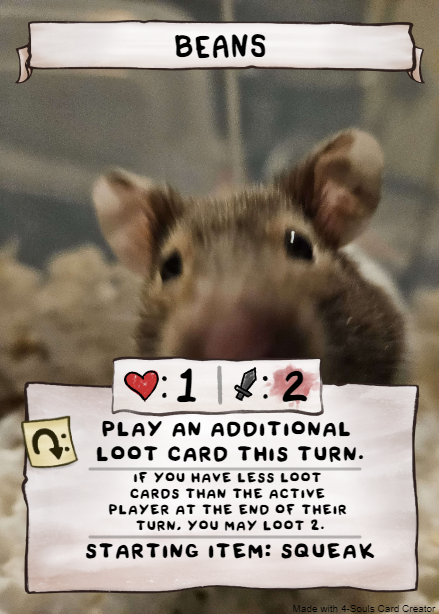 BEANS
: 1 : 2
: PLAY AN ADDITIONAL
LOOT CARD THIS TURN.
IF YOU HAVE LESS LOOT
CARDS THAN THE ACTIVE
PLAYER AT THE END OF THEIR
TURN, YOU MAY LOOT 2.
STARTING ITEM: SQUEAK
Made with 4-Souls Card Creator